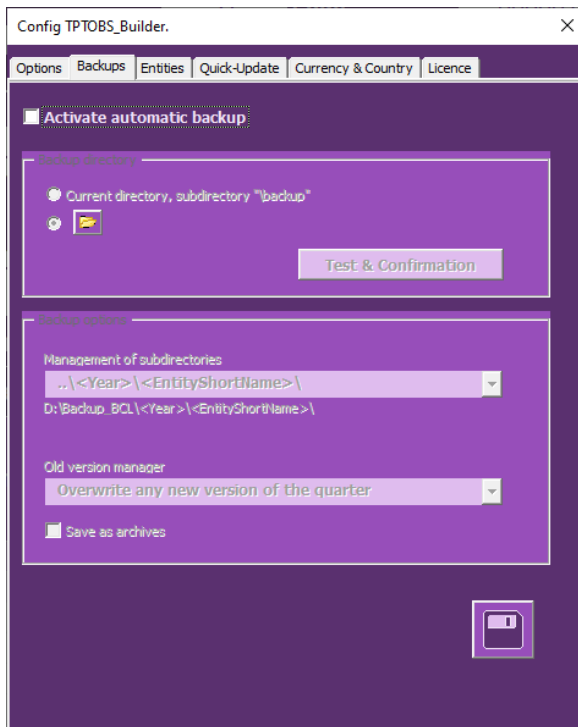 Config TPTOBS_Builder.
Options Backups Entities Quick-Update Currency & Country Licence
Activate automatic backup
Current directory, subdirectory "\backup"
Test & Confirmation
Management of subdirectories
..\<Year>\<EntityShortName>\
D:\Backup_BCL\<Year>\<EntityShortName>\
Old version manager
Overwrite any new version of the quarter
Save as archives